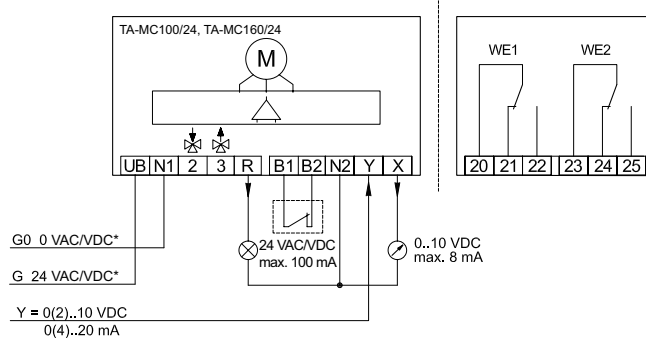 TA-MC100/24, TA-MC160/24
M
WE1 WE2
UB N1 2 3 R B1 B2 N2 Y X
20 21 22 23 24 25
G0 0 VAC/VDC*
24 VAC/VDC
max. 100 mA
0..10 VDC
max. 8 mA
G 24 VAC/VDC*
Y = 0(2)..10 VDC
0(4)..20 mA